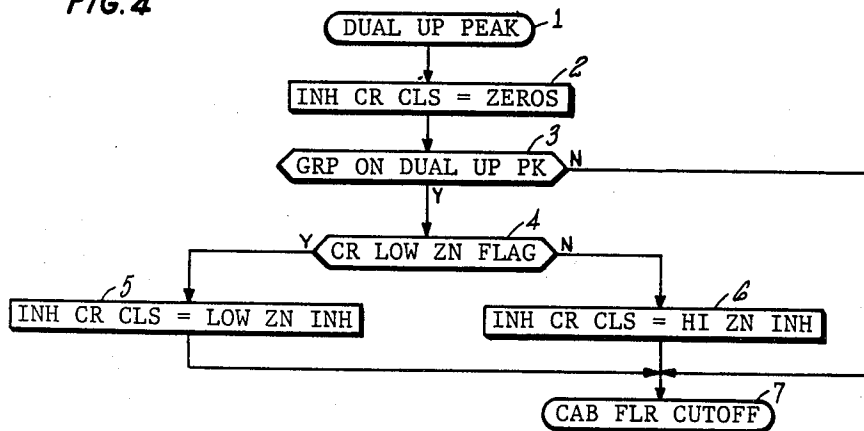 FIG. 4
DUAL UP PEAK 1
2
INH CR CLS = ZEROS
3
GRP ON DUAL UP PK N
Y
4
Y CR LOW ZN FLAG N
5
INH CR CLS = LOW ZN INH
6
INH CR CLS = HI ZN INH
7
CAB FLR CUTOFF